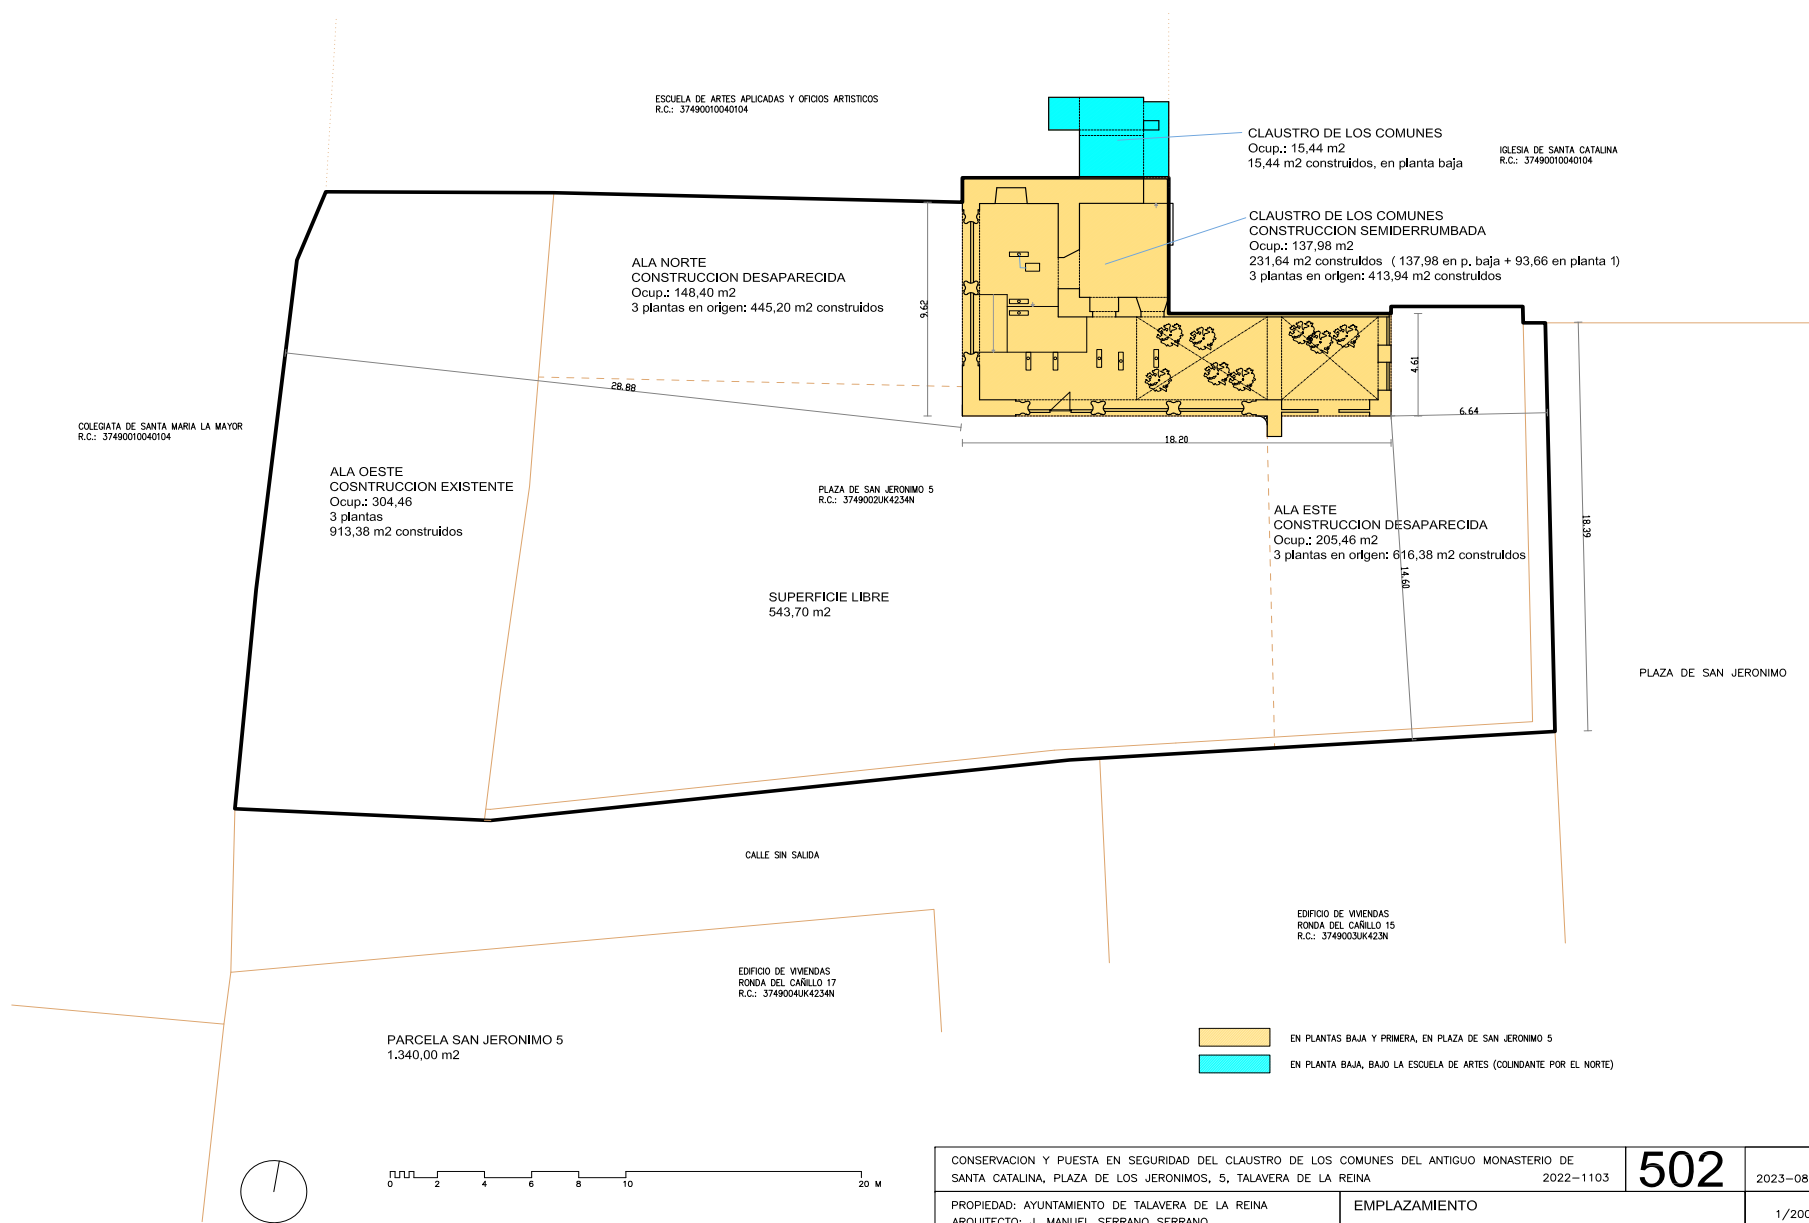 ESCUELA DE ARTES APLICADAS Y OFICIOS ARTISTICOS
R.C.: 37490010040104
CLAUSTRO DE LOS COMUNES
Ocup.: 15,44 m2
15,44 m2 construidos, en planta baja
IGLESIA DE SANTA CATALINA
R.C.: 37490010040104
CLAUSTRO DE LOS COMUNES
CONSTRUCCION SEMIDERRUMBADA
Ocup.: 137,98 m2
231,64 m2 construidos ( 137,98 en p. baja + 93,66 en planta 1)
3 plantas en origen: 413,94 m2 construidos
ALA NORTE
CONSTRUCCION DESAPARECIDA
Ocup.: 148,40 m2
3 plantas en origen: 445,20 m2 construidos
9.62
4.61
28.88
6.64
18.20
COLEGIATA DE SANTA MARIA LA MAYOR
R.C.: 37490010040104
ALA OESTE
COSNTRUCCION EXISTENTE
Ocup.: 304,46
3 plantas
913,38 m2 construidos
PLAZA DE SAN JERONIMO 5
R.C.: 3749002UK4234N
ALA ESTE
CONSTRUCCION DESAPARECIDA
Ocup.: 205,46 m2
3 plantas en origen: 616,38 m2 construidos
18.39
14.60
SUPERFICIE LIBRE
543,70 m2
PLAZA DE SAN JERONIMO
CALLE SIN SALIDA
EDIFICIO DE VIVIENDAS
RONDA DEL CAÑILLO 15
R.C.: 3749003UK423N
EDIFICIO DE VIVIENDAS
RONDA DEL CAÑILLO 17
R.C.: 3749004UK4234N
PARCELA SAN JERONIMO 5
1.340,00 m2
EN PLANTAS BAJA Y PRIMERA, EN PLAZA DE SAN JERONIMO 5
EN PLANTA BAJA, BAJO LA ESCUELA DE ARTES (COLINDANTE POR EL NORTE)
0 2 4 6 8 10 20 M
CONSERVACION Y PUESTA EN SEGURIDAD DEL CLAUSTRO DE LOS COMUNES DEL ANTIGUO MONASTERIO DE
SANTA CATALINA, PLAZA DE LOS JERONIMOS, 5, TALAVERA DE LA REINA 2022-1103
502
2023-08
PROPIEDAD: AYUNTAMIENTO DE TALAVERA DE LA REINA
ARQUITECTO: J. MANUEL SERRANO SERRANO
EMPLAZAMIENTO
1/200